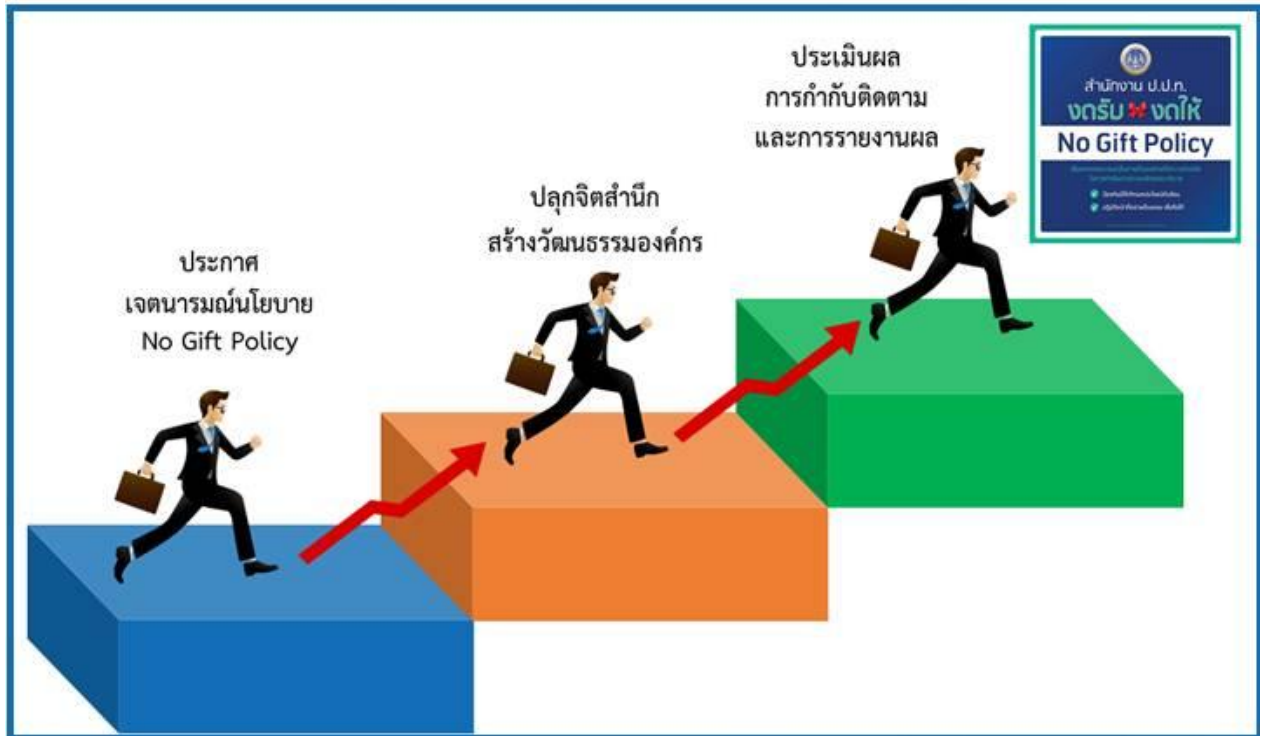 ประกาศ
เจตนารมณ์นโยบาย
No Gift Policy
ปลุกจิตสำนึก
สร้างวัฒนธรรมองค์กร
ประเมินผล
การกำกับติดตาม
และการรายงานผล
สำนักงาน ป.ป.ท.
งดรับ งดให้
No Gift Policy